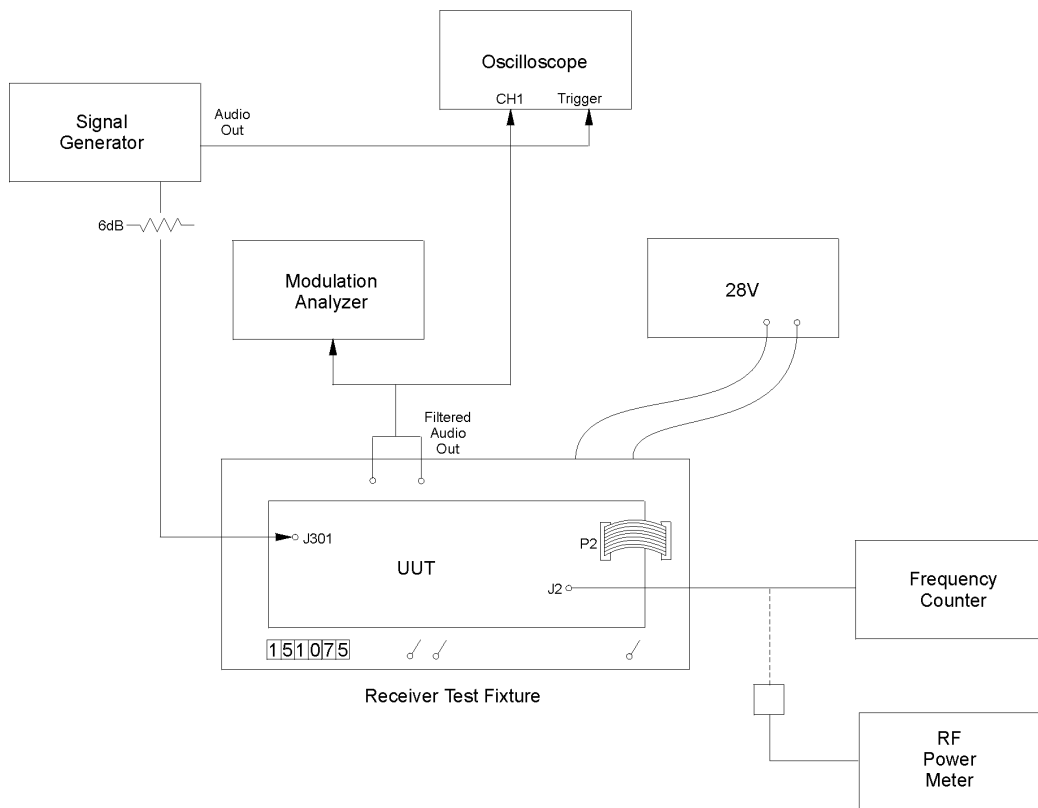 Oscilloscope
CH1 Trigger
Signal
Generator
Audio
Out
6dB
Modulation
Analyzer
28V
Filtered
Audio
Out
J301
P2
UUT
J2
Frequency
Counter
151075
Receiver Test Fixture
RF
Power
Meter